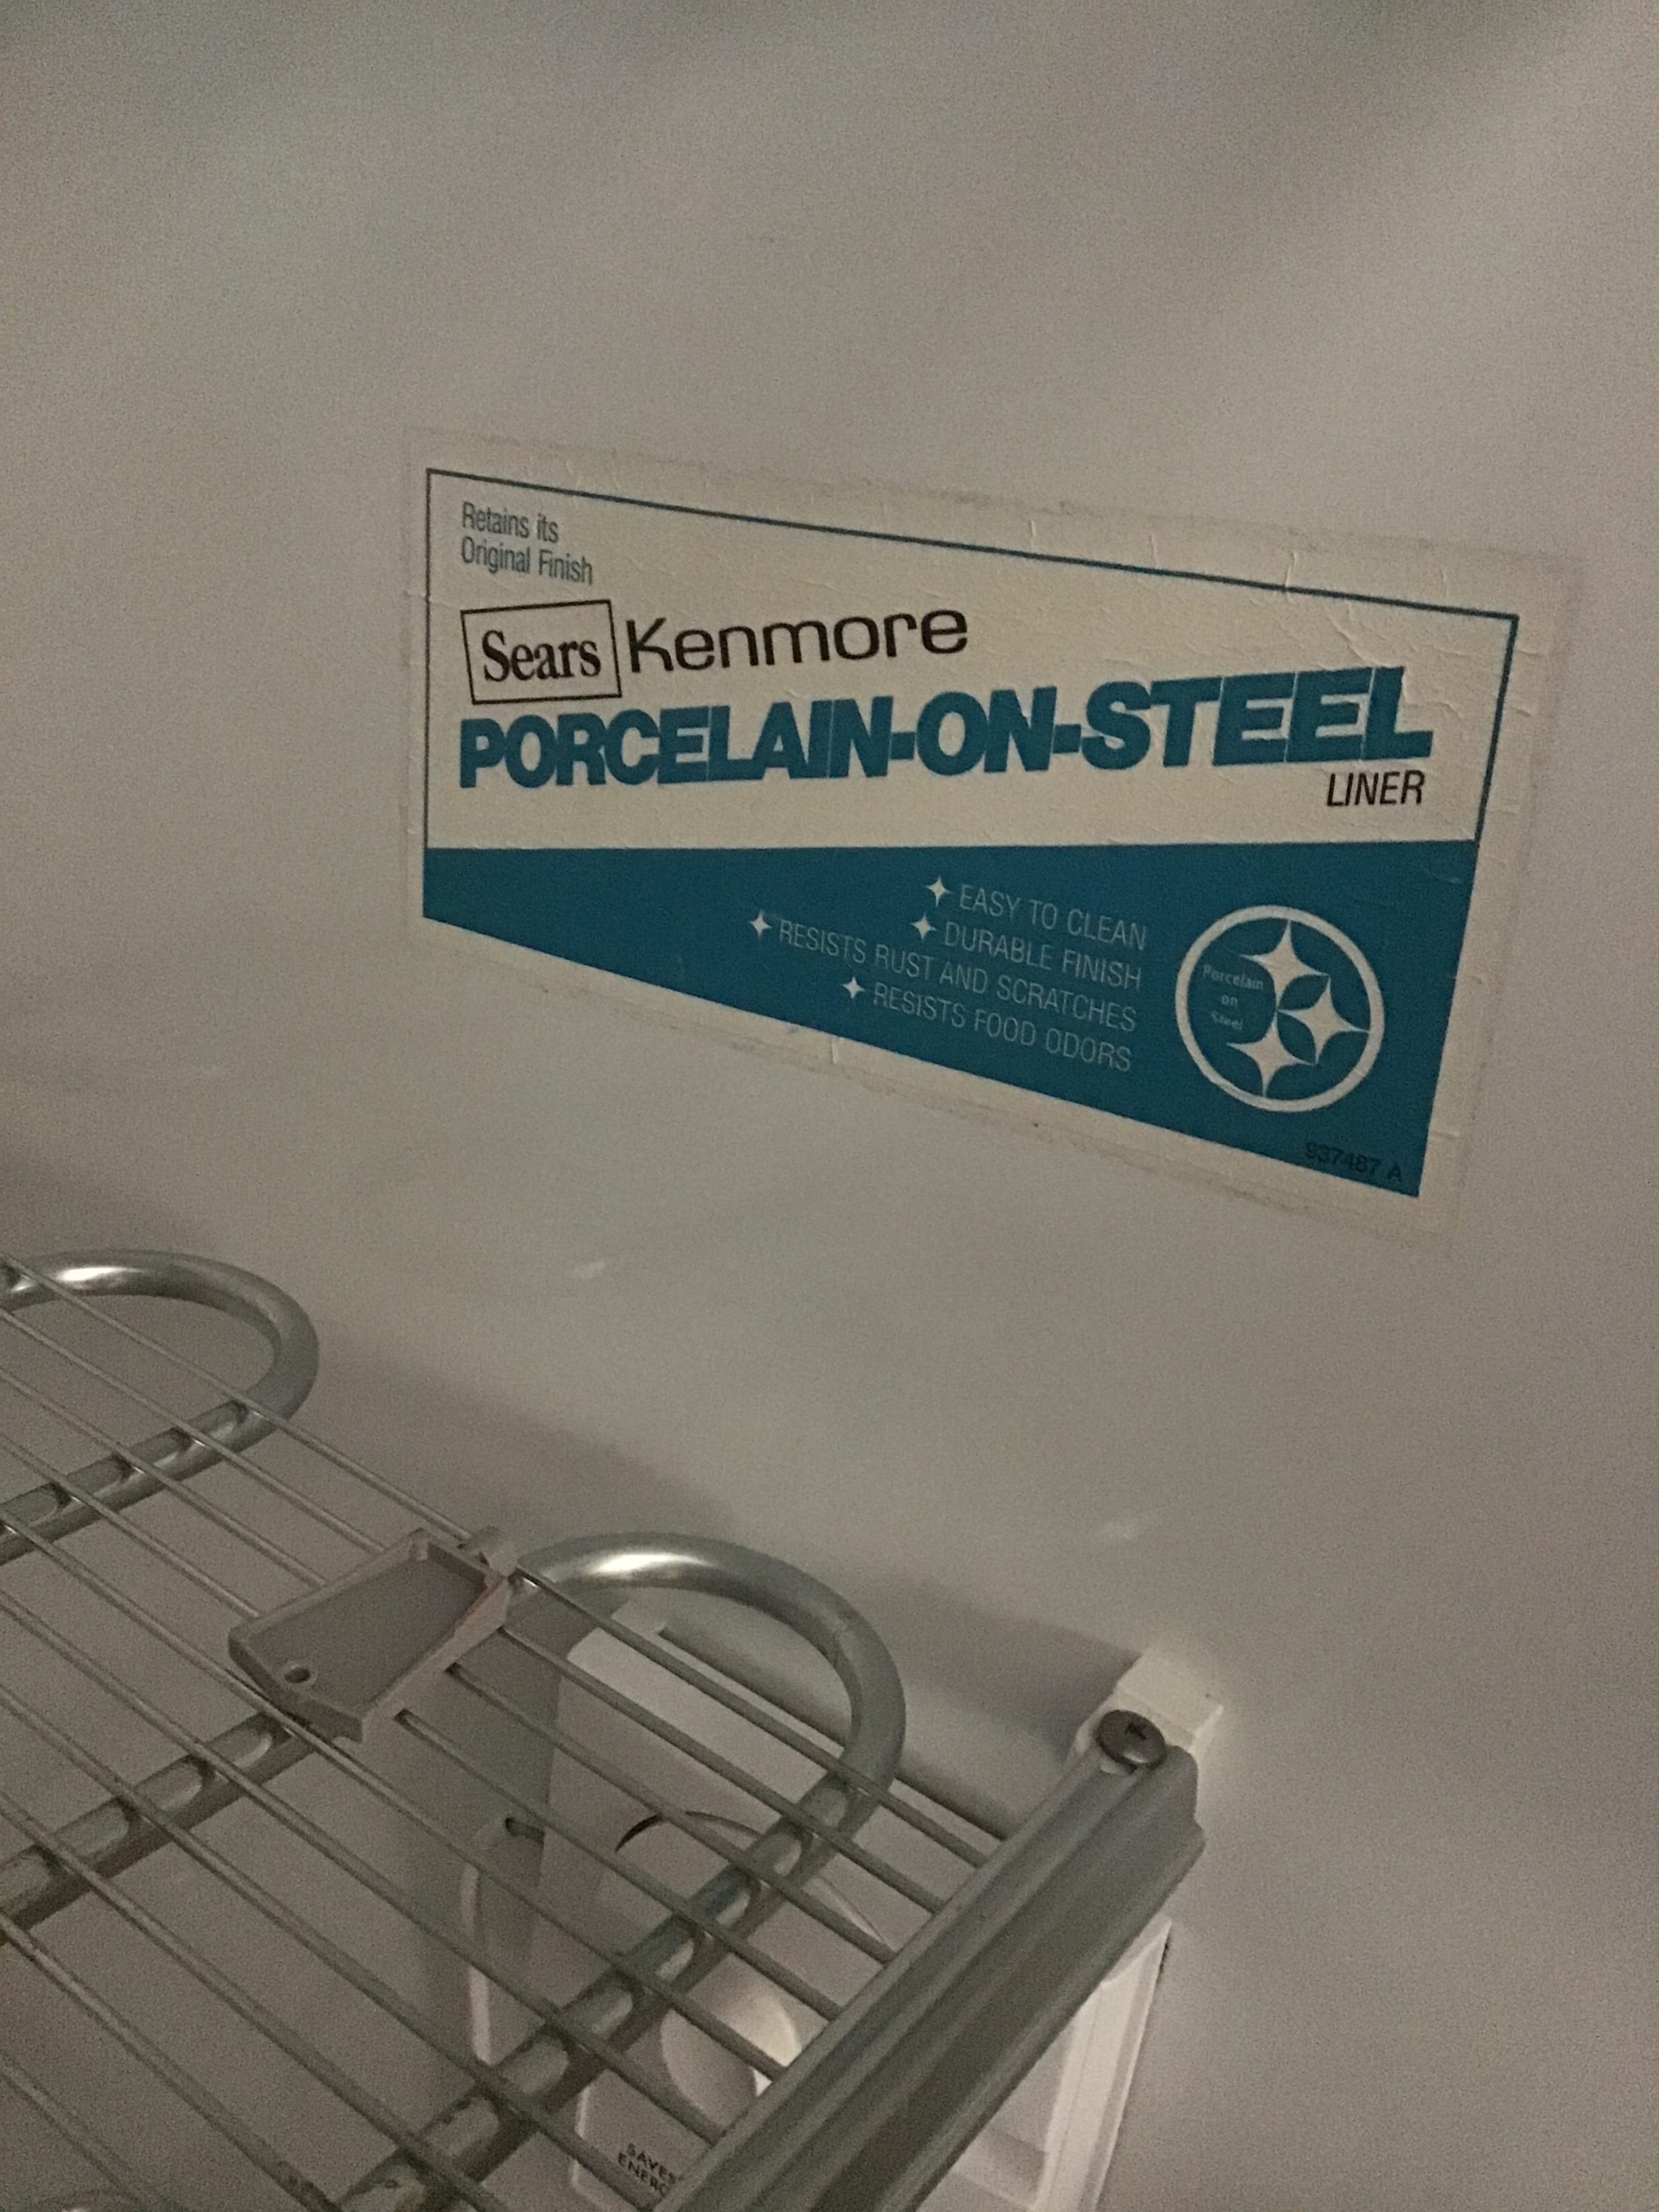 Retains its
Original Finish
Sears Kenmore
PORCELAIN-ON-STEEL
LINER
EASY TO CLEAN
DURABLE FINISH
RESISTS RUST AND SCRATCHES
RESISTS FOOD ODORS
Porcelain
on
Steel
937487 A
SAVES